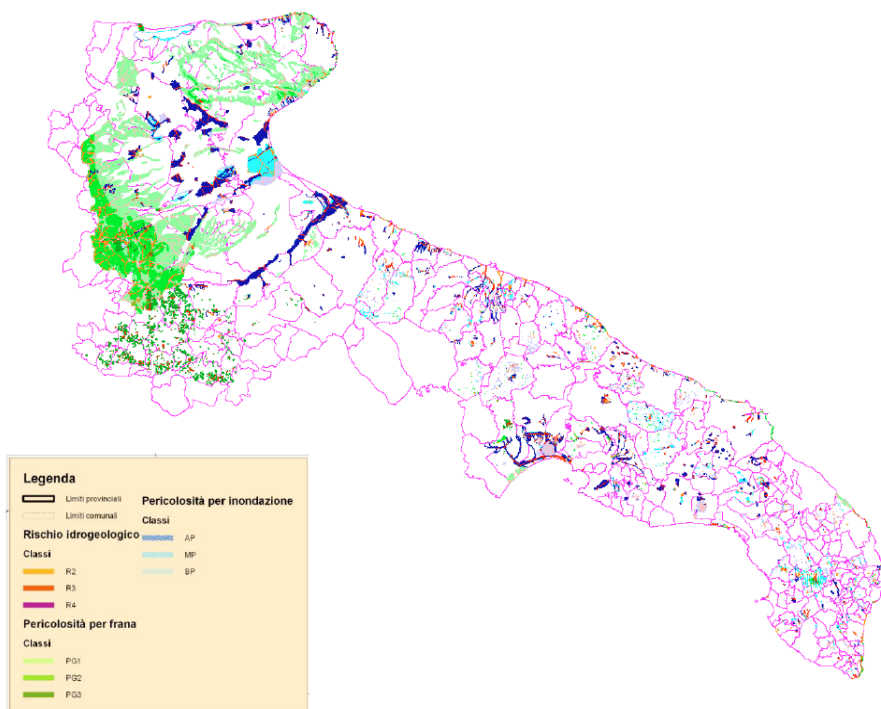 Legenda
Limiti provinciali
Limiti comunali
Rischio idrogeologico
Classi
R2
R3
R4
Pericolosità per frana
Classi
PG1
PG2
PG3
Pericolosità per inondazione
Classi
AP
MP
BP